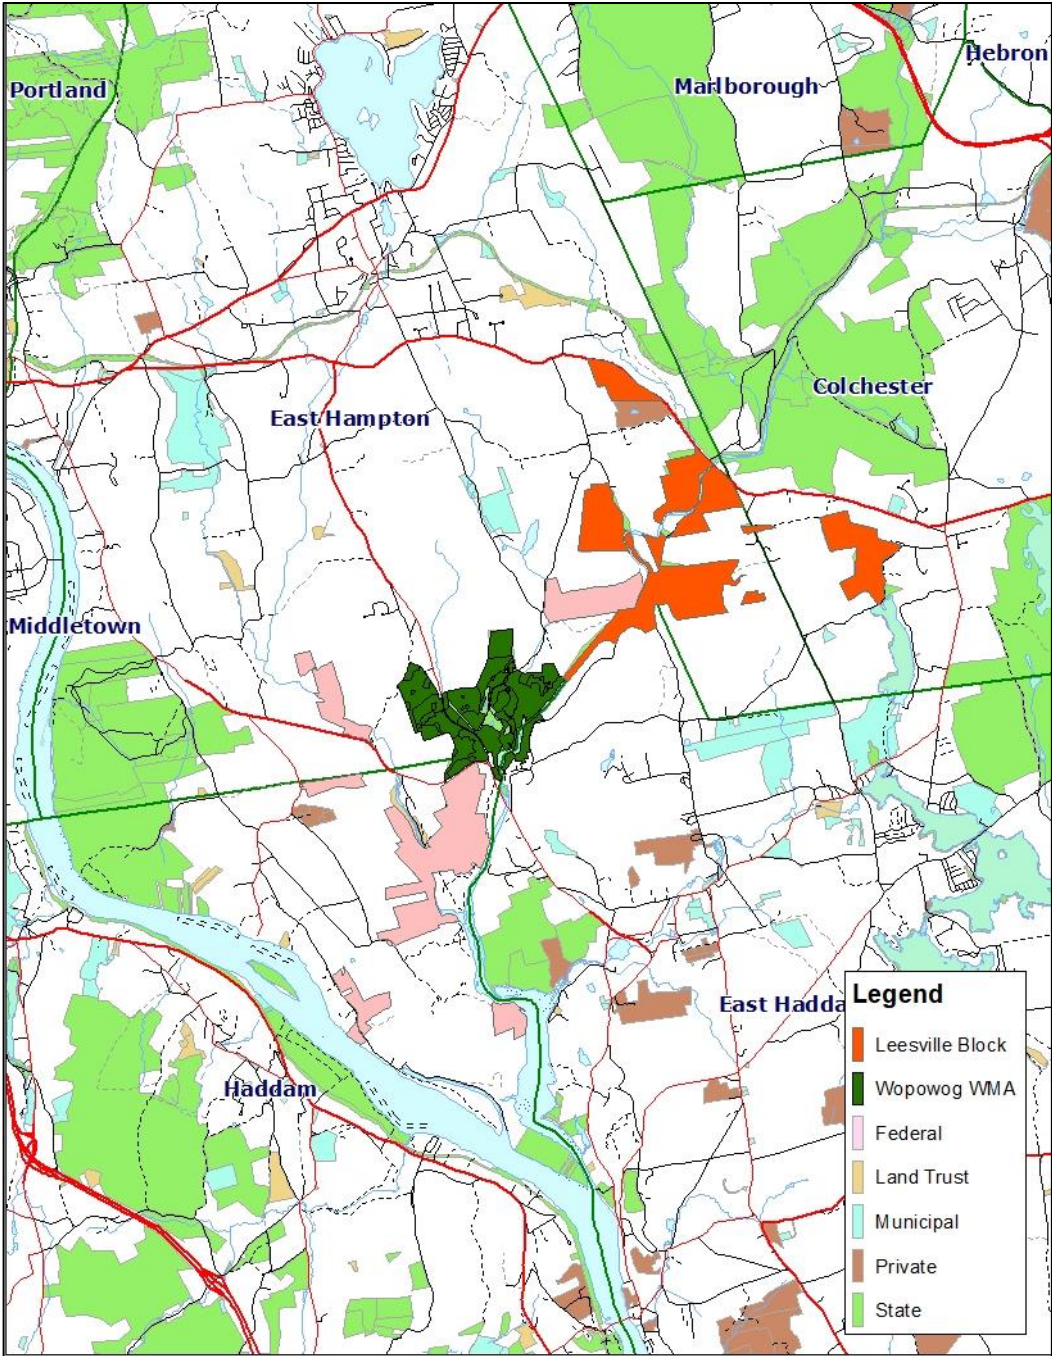 Hebron
Portland
Marlborough
Colchester
East Hampton
Middletown
East Hadda
Haddam
Legend
Leesville Block
Wopowog WMA
Federal
Land Trust
Municipal
Private
State